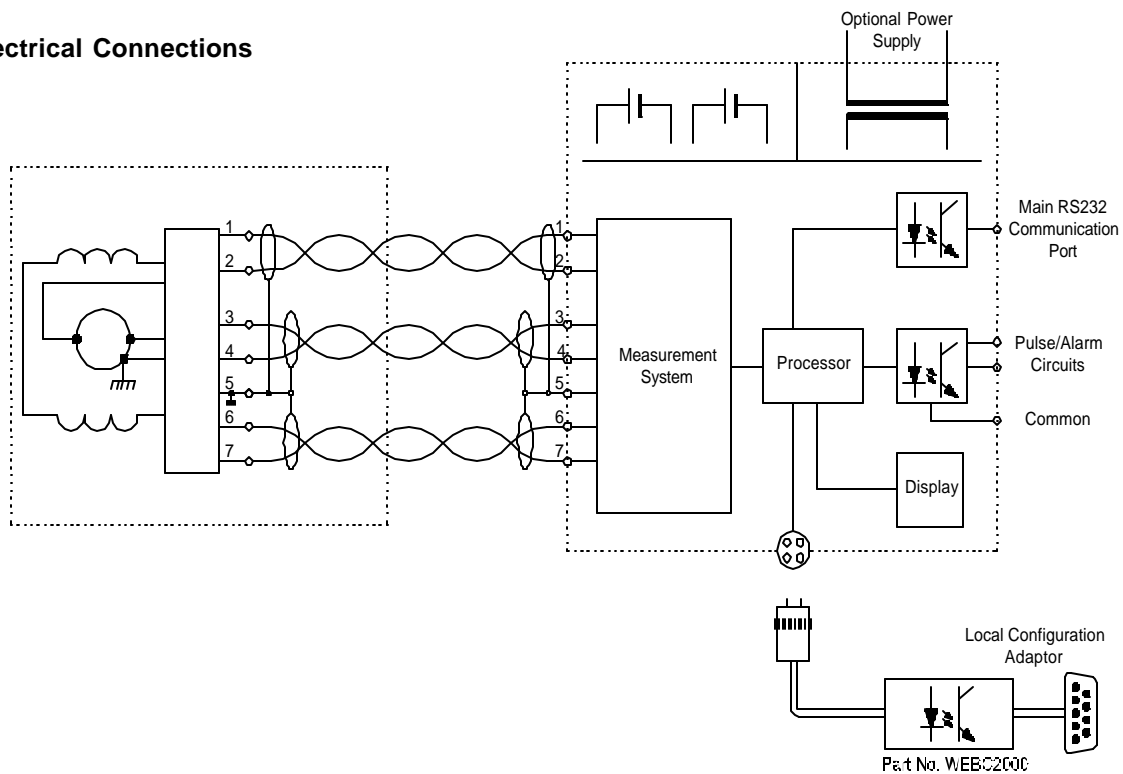 ectrical Connections
Optional Power
Supply
1
2
3
4
5
6
7
1
2
3
4
5
6
7
Measurement
System
Processor
Display
Main RS232
Communication
Port
Pulse/Alarm
Circuits
Common
Local Configuration
Adaptor
Part No. WEBC2000